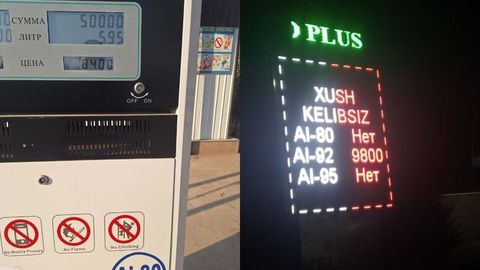 СУММА 50000
ЛИТР 5.95
ЦЕНА 8400
OFF ON
No Mobile Phones
No Flame
No Climbing
PLUS
XUSH
KELIBSIZ
AI-80 Нет
AI-92 9800
AI-95 Нет